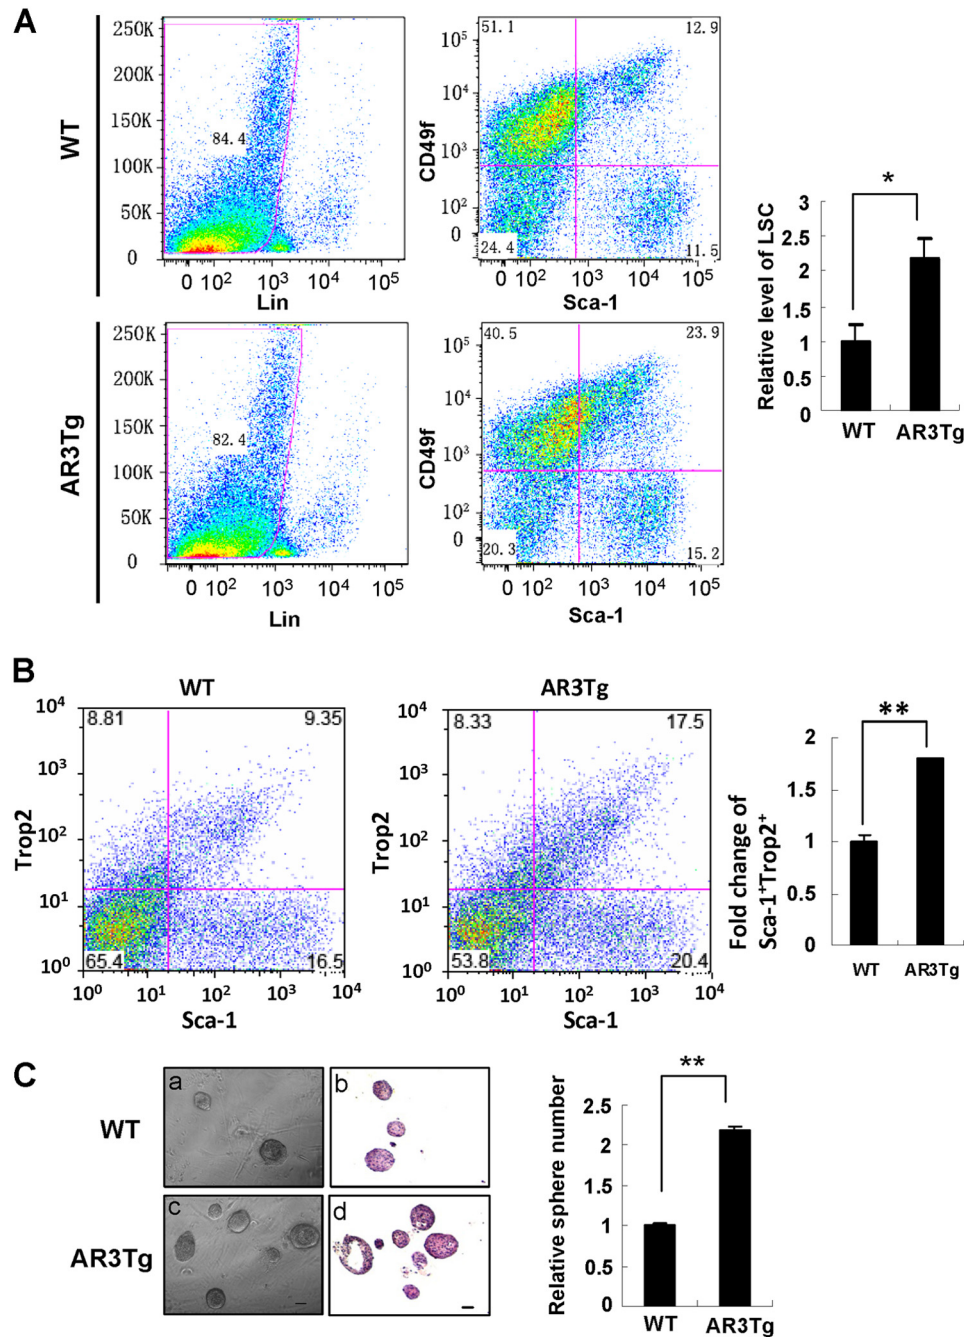 A
WT
250K
200K
150K
100K
50K
0
84.4
0 10² 10³ 10⁴ 10⁵
Lin
CD49f
10⁵
10⁴
10³
10²
0
51.1 12.9
24.4 11.5
0 10² 10³ 10⁴ 10⁵
Sca-1
AR3Tg
250K
200K
150K
100K
50K
0
82.4
0 10² 10³ 10⁴ 10⁵
Lin
CD49f
10⁵
10⁴
10³
10²
0
40.5 23.9
20.3 15.2
0 10² 10³ 10⁴ 10⁵
Sca-1
Relative level of LSC
3
2.5
2
1.5
1
0.5
0
*
WT AR3Tg
B
WT
Trop2
10⁴
10³
10²
10¹
10⁰
8.81 9.35
65.4 16.5
10⁰ 10¹ 10² 10³ 10⁴
Sca-1
AR3Tg
Trop2
10⁴
10³
10²
10¹
10⁰
8.33 17.5
53.8 20.4
10⁰ 10¹ 10² 10³ 10⁴
Sca-1
Fold change of
Sca-1⁺Trop2⁺
2
1.5
1
0.5
0
**
WT AR3Tg
C
WT
a
b
AR3Tg
c
d
Relative sphere number
2.5
2
1.5
1
0.5
0
**
WT AR3Tg